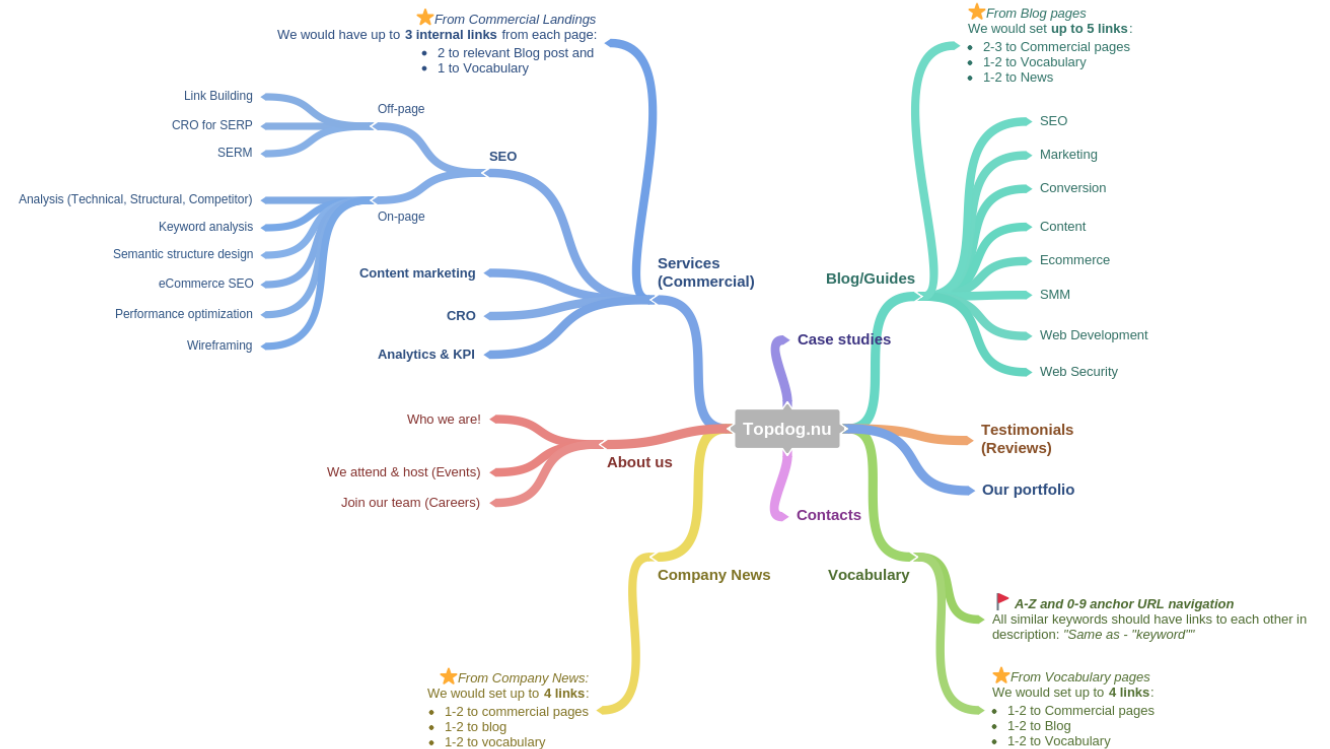 From Commercial Landings
We would have up to 3 internal links from each page:
• 2 to relevant Blog post and
• 1 to Vocabulary
Link Building
CRO for SERP
SERM
Off-page
SEO
Analysis (Technical, Structural, Competitor)
Keyword analysis
Semantic structure design
eCommerce SEO
Performance optimization
Wireframing
On-page
Content marketing
CRO
Analytics & KPI
Services
(Commercial)
From Blog pages
We would set up to 5 links:
• 2-3 to Commercial pages
• 1-2 to Vocabulary
• 1-2 to News
SEO
Marketing
Conversion
Content
Ecommerce
SMM
Web Development
Web Security
Blog/Guides
Case studies
Topdog.nu
Who we are!
We attend & host (Events)
Join our team (Careers)
About us
Testimonials
(Reviews)
Our portfolio
Contacts
Company News
Vocabulary
A-Z and 0-9 anchor URL navigation
All similar keywords should have links to each other in
description: "Same as - "keyword""
From Company News:
We would set up to 4 links:
• 1-2 to commercial pages
• 1-2 to blog
• 1-2 to vocabulary
From Vocabulary pages
We would set up to 4 links:
• 1-2 to Commercial pages
• 1-2 to Blog
• 1-2 to Vocabulary